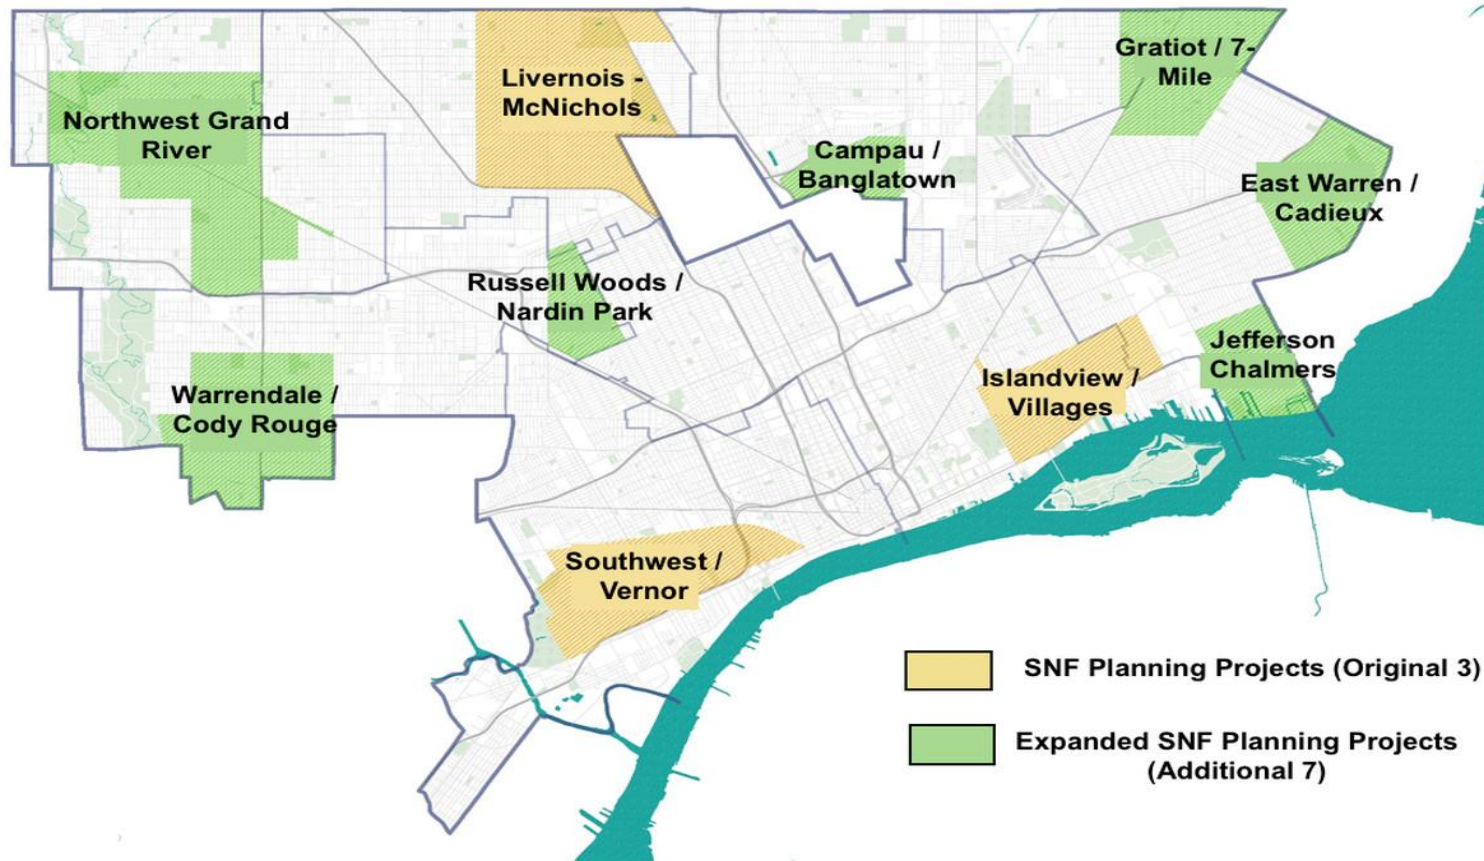 Gratiot / 7-
Mile
Livernois -
McNichols
Northwest Grand
River
Campau /
Banglatown
East Warren /
Cadieux
Russell Woods /
Nardin Park
Jefferson
Chalmers
Islandview /
Villages
Warrendale /
Cody Rouge
Southwest /
Vernor
SNF Planning Projects (Original 3)
Expanded SNF Planning Projects
(Additional 7)